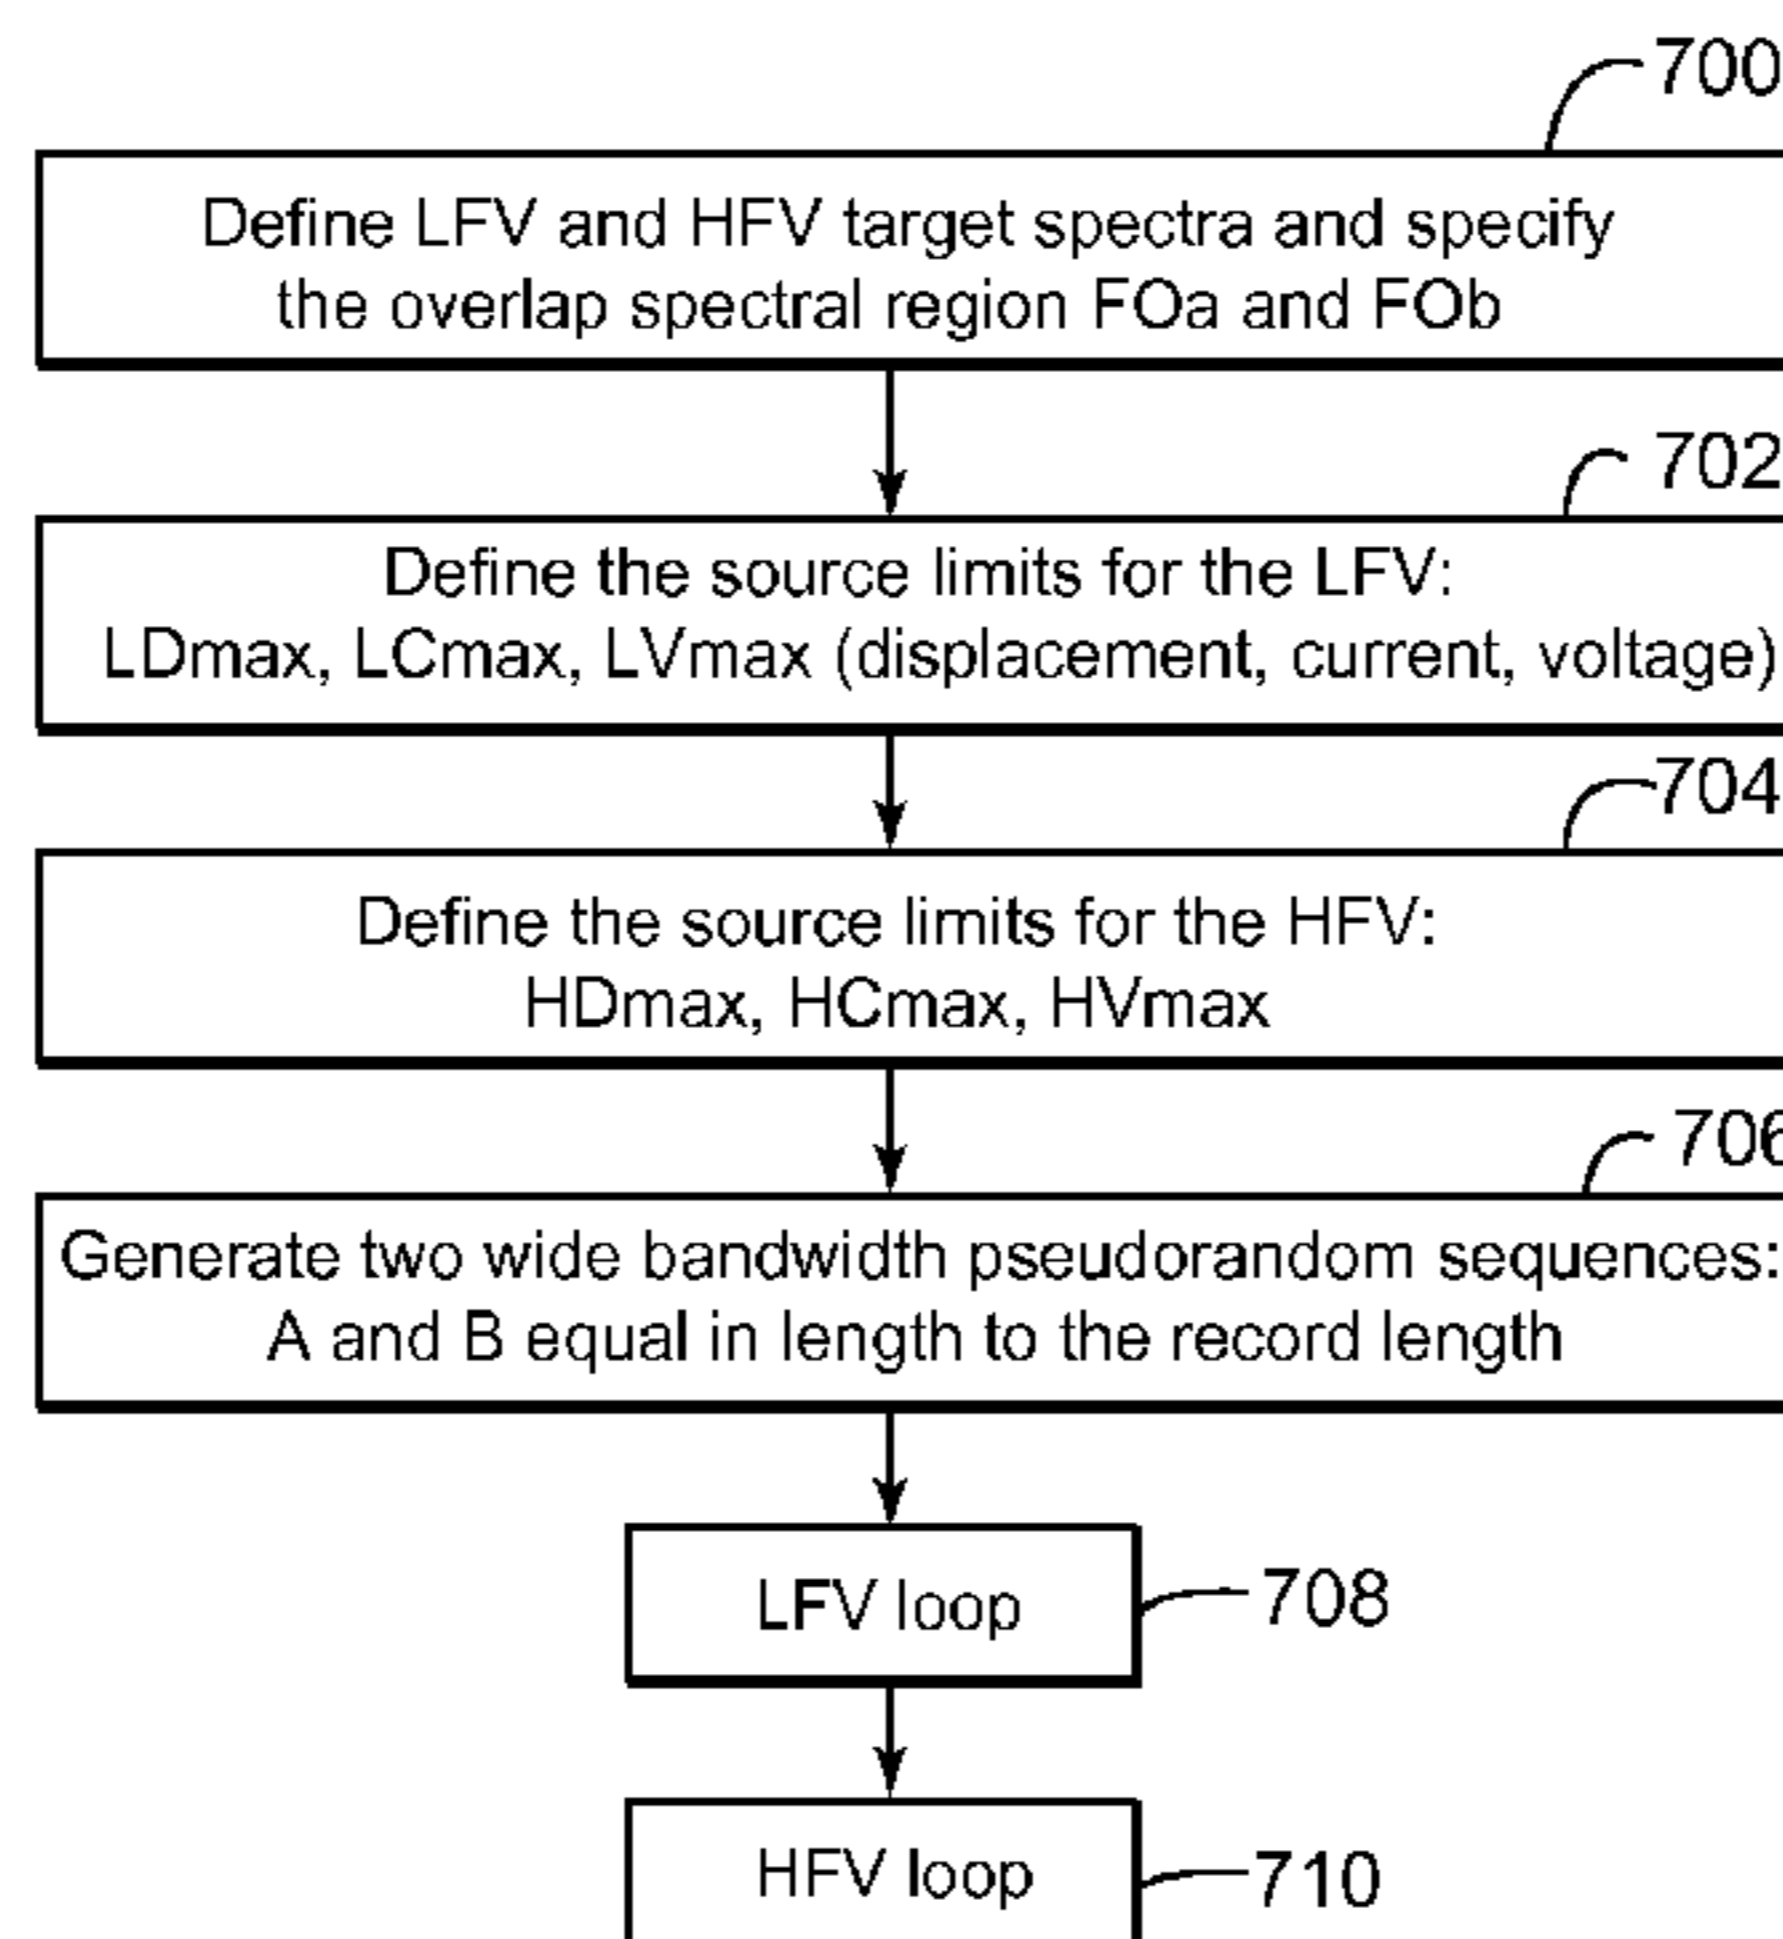 700
Define LFV and HFV target spectra and specify
the overlap spectral region FOa and FOb
702
Define the source limits for the LFV:
LDmax, LCmax, LVmax (displacement, current, voltage)
704
Define the source limits for the HFV:
HDmax, HCmax, HVmax
706
Generate two wide bandwidth pseudorandom sequences:
A and B equal in length to the record length
LFV loop
708
HFV loop
710